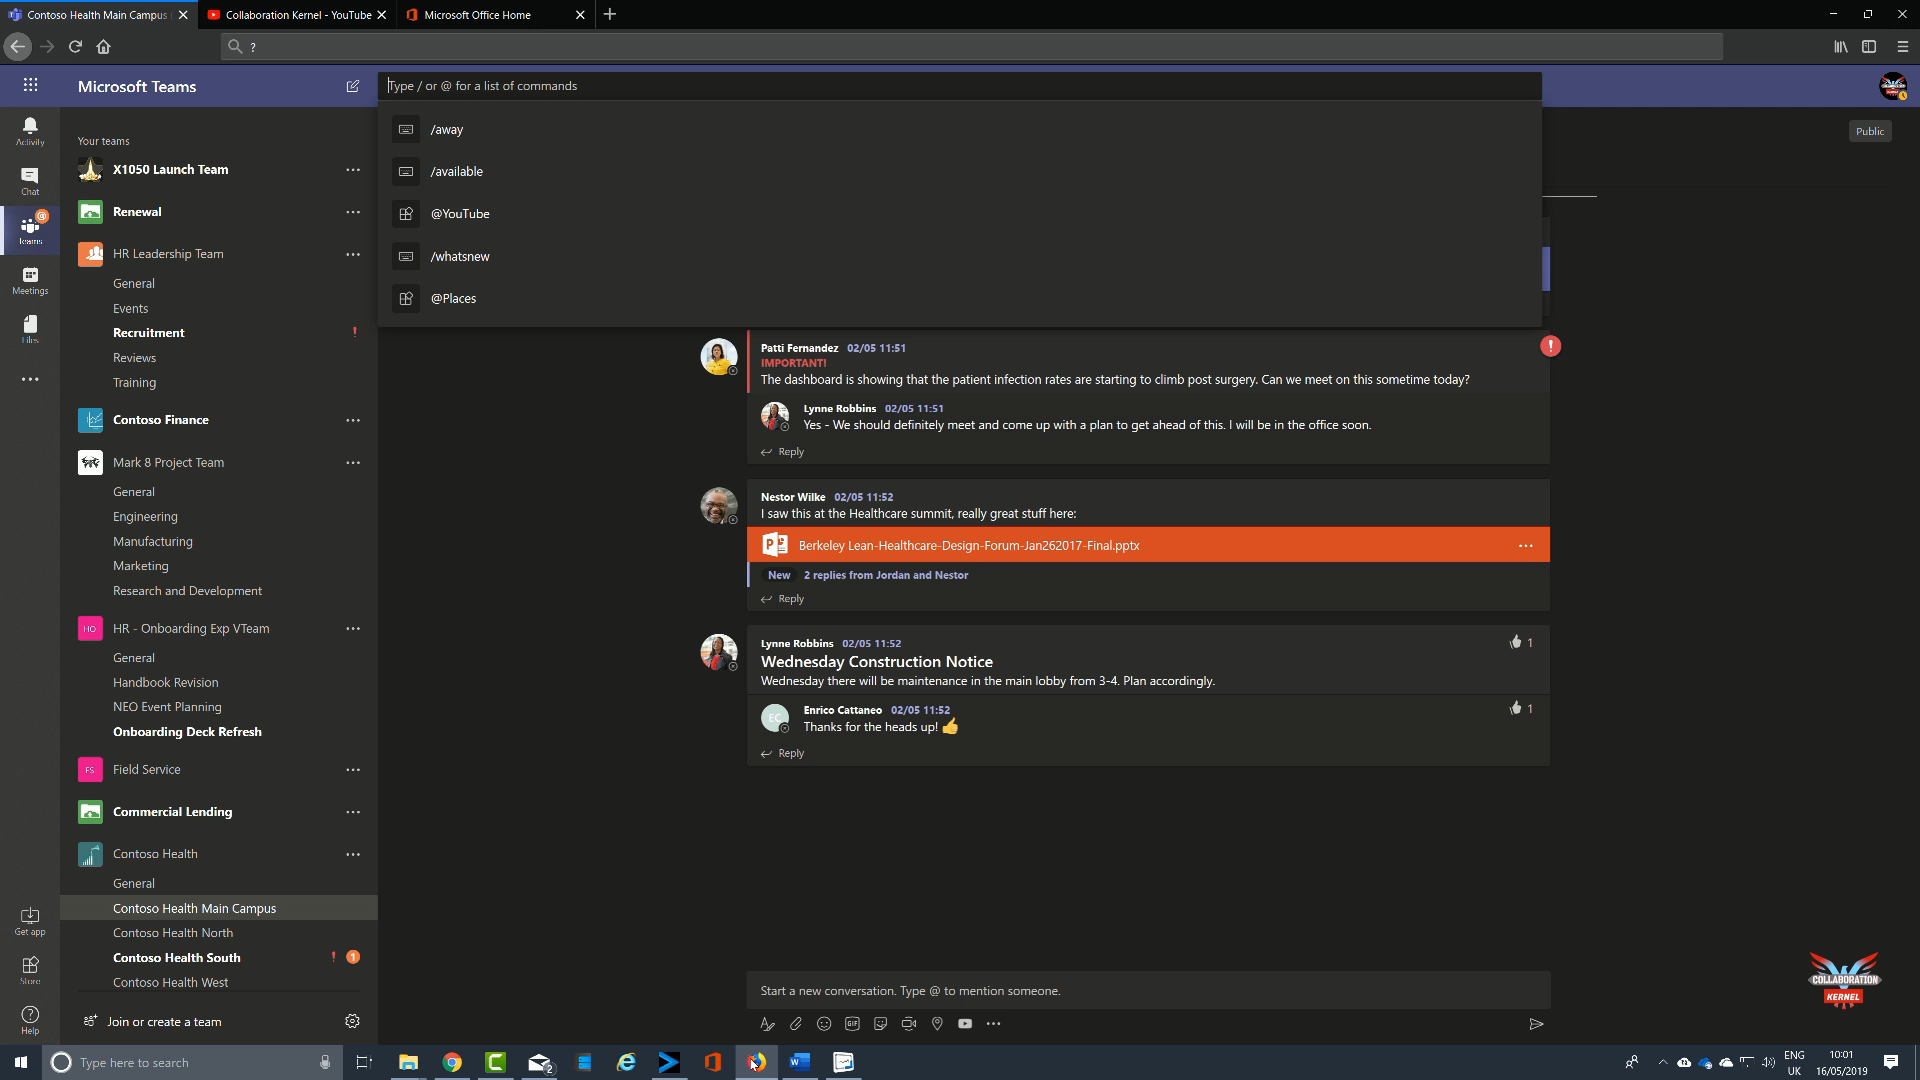 Contoso Health Main Campus
Collaboration Kernel - YouTube
Microsoft Office Home
?
Microsoft Teams
Type / or @ for a list of commands
/away
/available
@YouTube
/whatsnew
@Places
Public
Activity
Chat
Teams
Meetings
Files
Get app
Store
Help
Your teams
X1050 Launch Team
Renewal
HR Leadership Team
General
Events
Recruitment
!
Reviews
Training
Contoso Finance
Mark 8 Project Team
General
Engineering
Manufacturing
Marketing
Research and Development
HO
HR - Onboarding Exp VTeam
General
Handbook Revision
NEO Event Planning
Onboarding Deck Refresh
FS
Field Service
Commercial Lending
Contoso Health
General
Contoso Health Main Campus
Contoso Health North
Contoso Health South
! 1
Contoso Health West
Join or create a team
Patti Fernandez 02/05 11:51
!
IMPORTANT!
The dashboard is showing that the patient infection rates are starting to climb post surgery. Can we meet on this sometime today?
Lynne Robbins 02/05 11:51
Yes - We should definitely meet and come up with a plan to get ahead of this. I will be in the office soon.
Reply
Nestor Wilke 02/05 11:52
I saw this at the Healthcare summit, really great stuff here:
Berkeley Lean-Healthcare-Design-Forum-Jan262017-Final.pptx
New 2 replies from Jordan and Nestor
Reply
Lynne Robbins 02/05 11:52
1
Wednesday Construction Notice
Wednesday there will be maintenance in the main lobby from 3-4. Plan accordingly.
EC
Enrico Cattaneo 02/05 11:52
1
Thanks for the heads up! 👍
Reply
Start a new conversation. Type @ to mention someone.
GIF
COLLABORATION
KERNEL
Type here to search
2
ENG
UK
10:01
16/05/2019